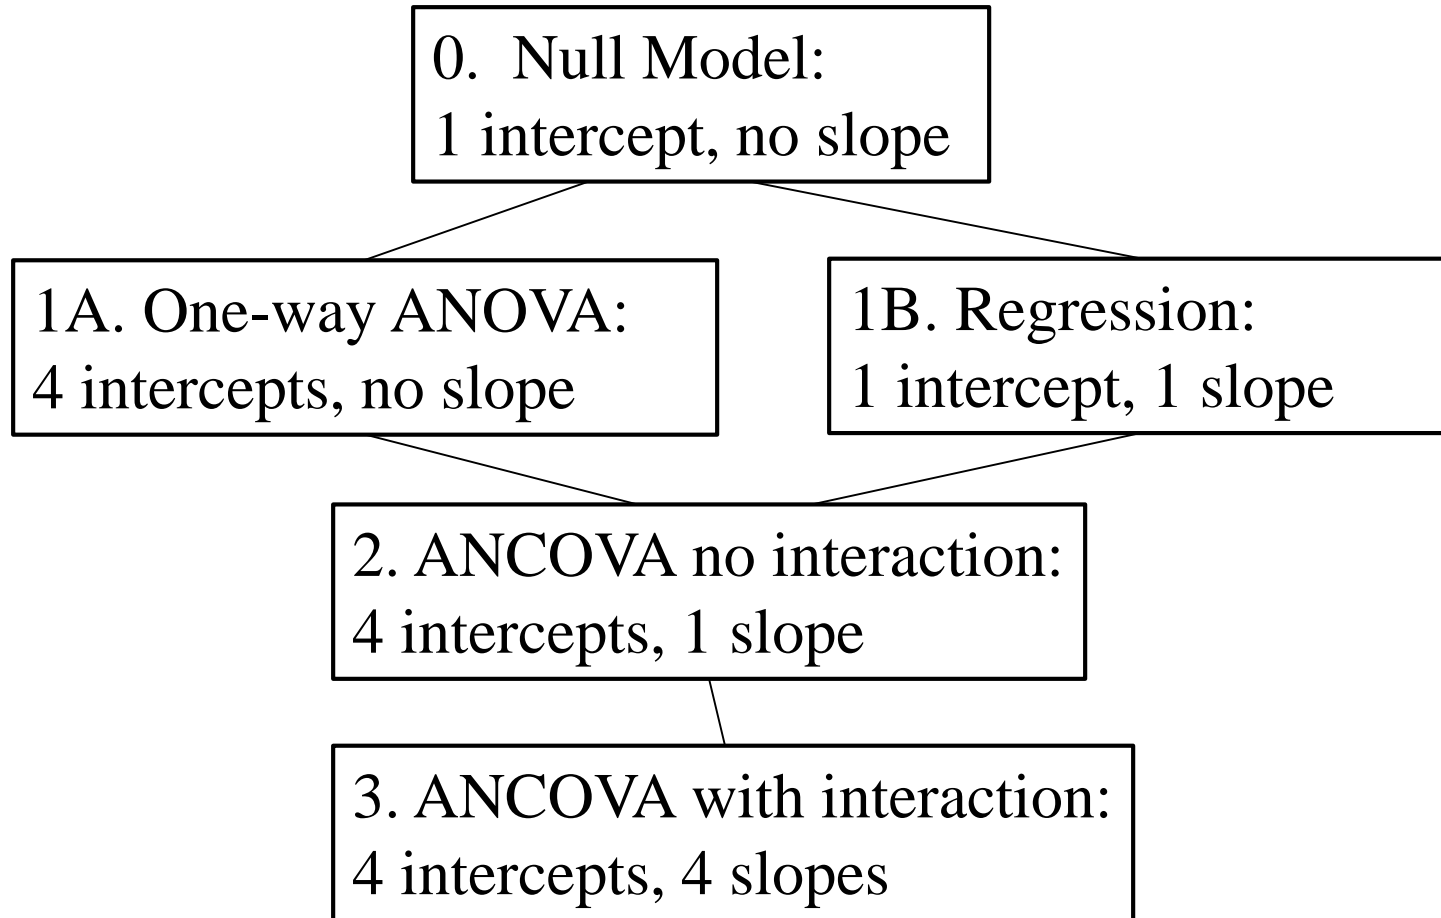 0.  Null Model:
1 intercept, no slope
1A. One-way ANOVA:
4 intercepts, no slope
1B. Regression:
1 intercept, 1 slope
2. ANCOVA no interaction:
4 intercepts, 1 slope
3. ANCOVA with interaction:
4 intercepts, 4 slopes